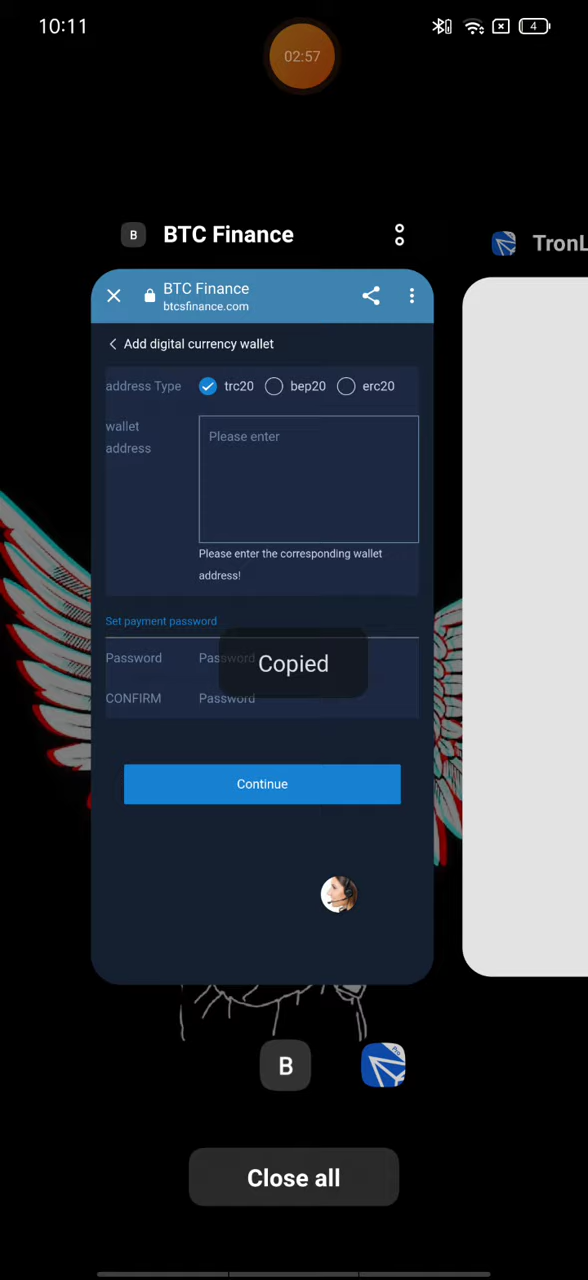 10:11
4
02:57
B BTC Finance
TronL
BTC Finance
btcsfinance.com
Add digital currency wallet
address Type trc20 bep20 erc20
wallet
address
Please enter
Please enter the corresponding wallet
address!
Set payment password
Password Password
Copied
CONFIRM Password
Continue
B
Pro
Close all